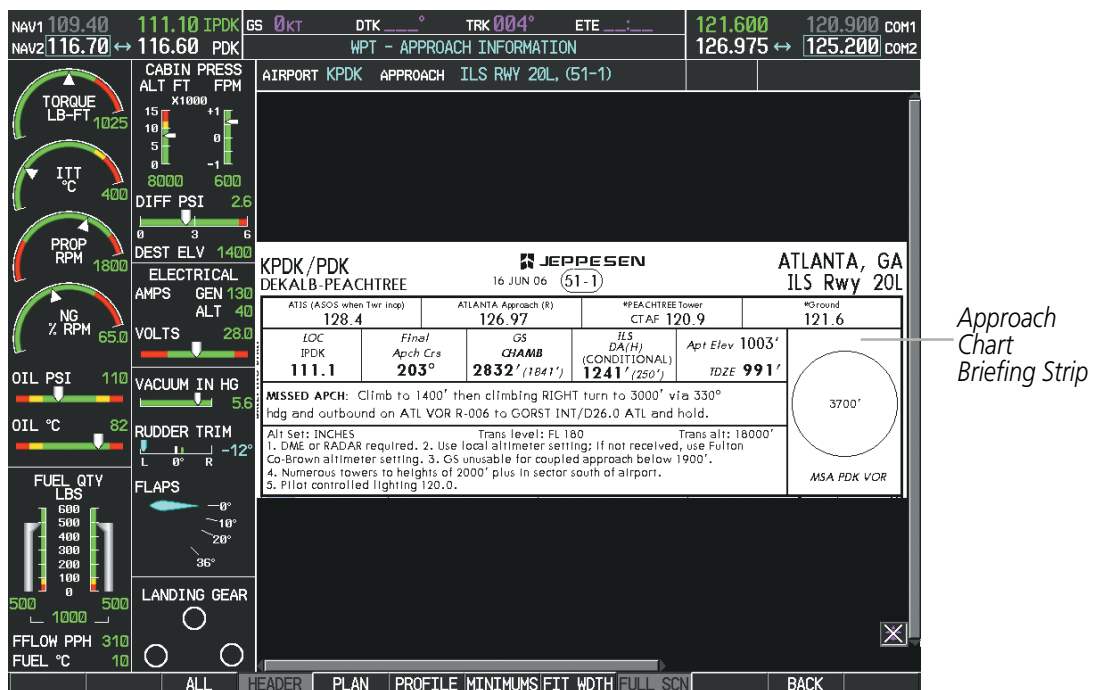 NAV1 109.40 111.10 IPDK GS 0KT DTK ___° TRK 004° ETE __:__ 121.600 120.900 COM1
NAV2 116.70 ↔ 116.60 PDK WPT - APPROACH INFORMATION 126.975 ↔ 125.200 COM2
AIRPORT KPDK APPROACH ILS RWY 20L, (51-1)
TORQUE
LB-FT
1025
ITT
°C
400
PROP
RPM
1800
NG
% RPM
65.0
OIL PSI 110
OIL °C 82
FUEL QTY
LBS
600
500
400
300
200
100
0
500 500
1000
FFLOW PPH 310
FUEL °C 10
CABIN PRESS
ALT FT FPM
X1000
15 +1
10
5 0
0 -1
8000 600
DIFF PSI 2.6
0 3 6
DEST ELV 1400
ELECTRICAL
AMPS GEN 130
ALT 40
VOLTS 28.0
VACUUM IN HG
5.6
RUDDER TRIM
-12°
L 0° R
FLAPS
0°
10°
20°
36°
LANDING GEAR
KPDK/PDK JEPPESEN ATLANTA, GA
DEKALB-PEACHTREE 16 JUN 06 51-1 ILS Rwy 20L
ATIS (ASOS when Twr inop) ATLANTA Approach (R) *PEACHTREE Tower *Ground
128.4 126.97 CTAF 120.9 121.6
LOC
IPDK
111.1
Final
Apch Crs
203°
GS
CHAMB
2832' (1841')
ILS
DA(H)
(CONDITIONAL)
1241' (250')
Apt Elev 1003'
TDZE 991'
MISSED APCH: Climb to 1400' then climbing RIGHT turn to 3000' via 330°
hdg and outbound on ATL VOR R-006 to GORST INT/D26.0 ATL and hold.
Alt Set: INCHES Trans level: FL 180 Trans alt: 18000'
1. DME or RADAR required. 2. Use local altimeter setting; if not received, use Fulton
Co-Brown altimeter setting. 3. GS unusable for coupled approach below 1900'.
4. Numerous towers to heights of 2000' plus in sector south of airport.
5. Pilot controlled lighting 120.0.
3700'
MSA PDK VOR
Approach
Chart
Briefing Strip
ALL HEADER PLAN PROFILE MINIMUMS FIT WDTH FULL SCN BACK